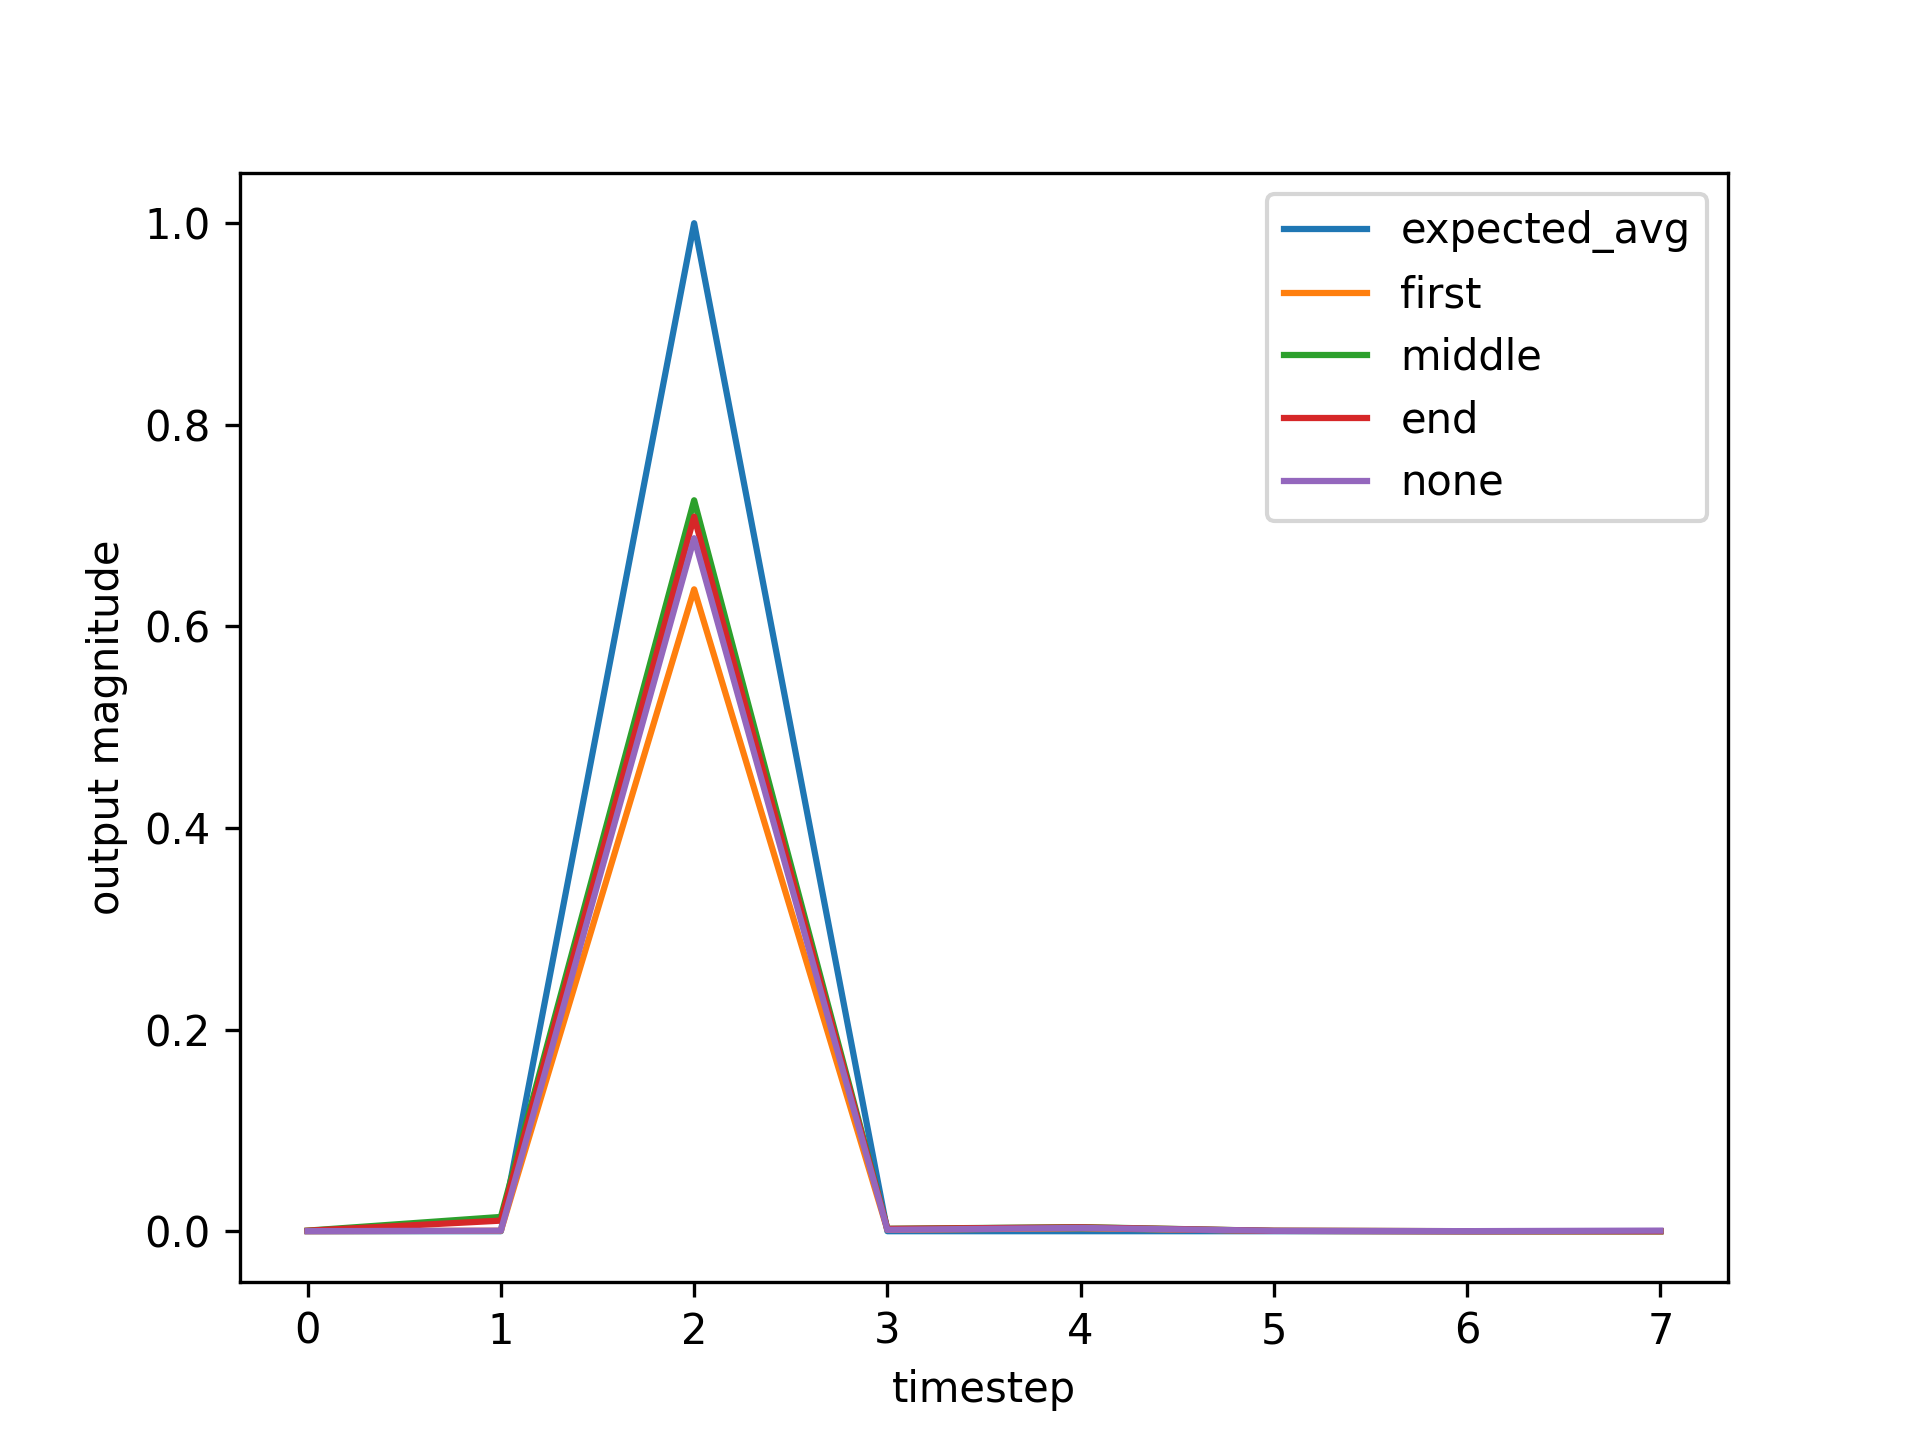 1.0
0.8
0.6
0.4
0.2
0.0
output magnitude
0 1 2 3 4 5 6 7
timestep
expected_avg
first
middle
end
none